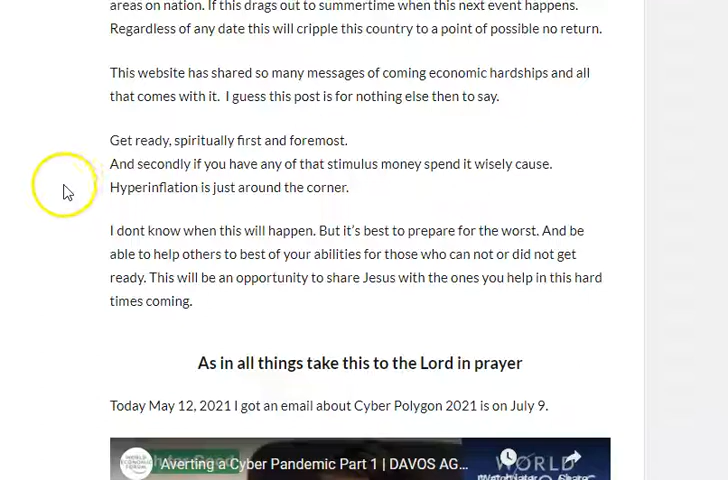 areas on nation. If this drags out to summertime when this next event happens.
Regardless of any date this will cripple this country to a point of possible no return.
This website has shared so many messages of coming economic hardships and all
that comes with it. I guess this post is for nothing else then to say.
Get ready, spiritually first and foremost.
And secondly if you have any of that stimulus money spend it wisely cause.
Hyperinflation is just around the corner.
I dont know when this will happen. But it’s best to prepare for the worst. And be
able to help others to best of your abilities for those who can not or did not get
ready. This will be an opportunity to share Jesus with the ones you help in this hard
times coming.
As in all things take this to the Lord in prayer
Today May 12, 2021 I got an email about Cyber Polygon 2021 is on July 9.
Averting a Cyber Pandemic Part 1 | DAVOS AG...
WORLD